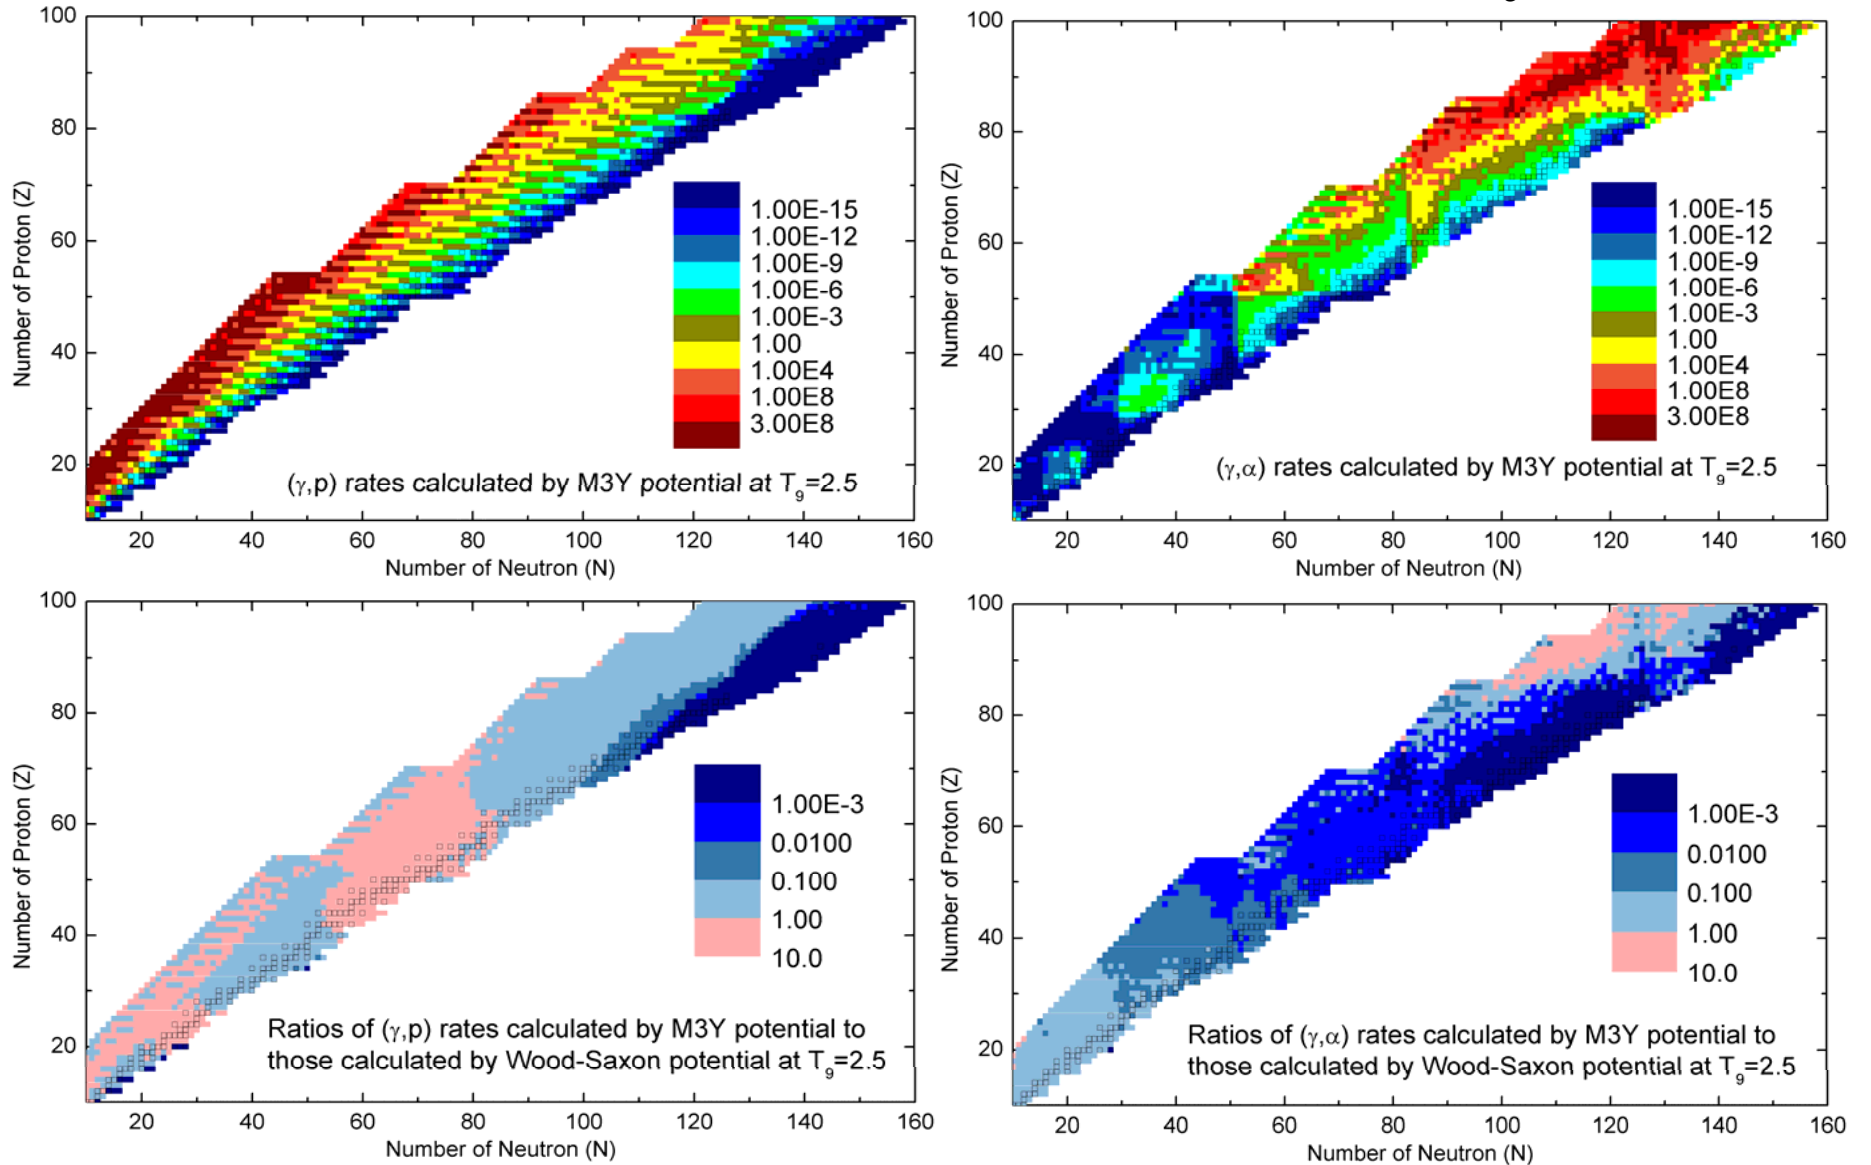 100
80
60
40
20
Number of Proton (Z)
1.00E-15
1.00E-12
1.00E-9
1.00E-6
1.00E-3
1.00
1.00E4
1.00E8
3.00E8
(γ,p) rates calculated by M3Y potential at T9=2.5
20 40 60 80 100 120 140 160
Number of Neutron (N)
100
80
60
40
20
Number of Proton (Z)
1.00E-15
1.00E-12
1.00E-9
1.00E-6
1.00E-3
1.00
1.00E4
1.00E8
3.00E8
(γ,α) rates calculated by M3Y potential at T9=2.5
20 40 60 80 100 120 140 160
Number of Neutron (N)
100
80
60
40
20
Number of Proton (Z)
1.00E-3
0.0100
0.100
1.00
10.0
Ratios of (γ,p) rates calculated by M3Y potential to
those calculated by Wood-Saxon potential at T9=2.5
20 40 60 80 100 120 140 160
Number of Neutron (N)
100
80
60
40
20
Number of Proton (Z)
1.00E-3
0.0100
0.100
1.00
10.0
Ratios of (γ,α) rates calculated by M3Y potential to
those calculated by Wood-Saxon potential at T9=2.5
20 40 60 80 100 120 140 160
Number of Neutron (N)